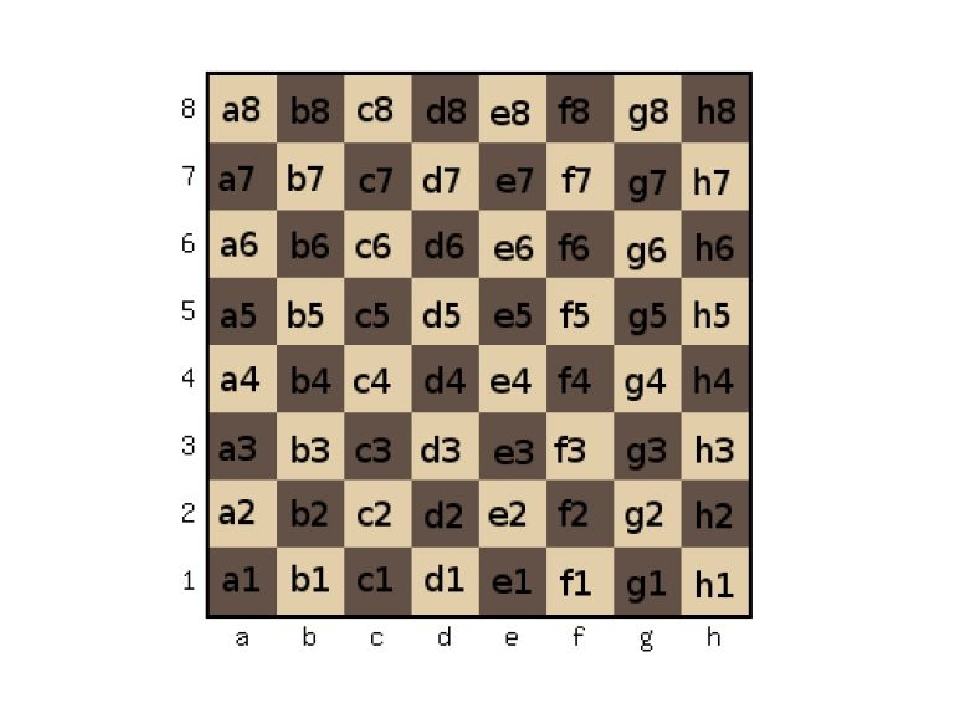 8 a8 b8 c8 d8 e8 f8 g8 h8
7 a7 b7 c7 d7 e7 f7 g7 h7
6 a6 b6 c6 d6 e6 f6 g6 h6
5 a5 b5 c5 d5 e5 f5 g5 h5
4 a4 b4 c4 d4 e4 f4 g4 h4
3 a3 b3 c3 d3 e3 f3 g3 h3
2 a2 b2 c2 d2 e2 f2 g2 h2
1 a1 b1 c1 d1 e1 f1 g1 h1
a b c d e f g h